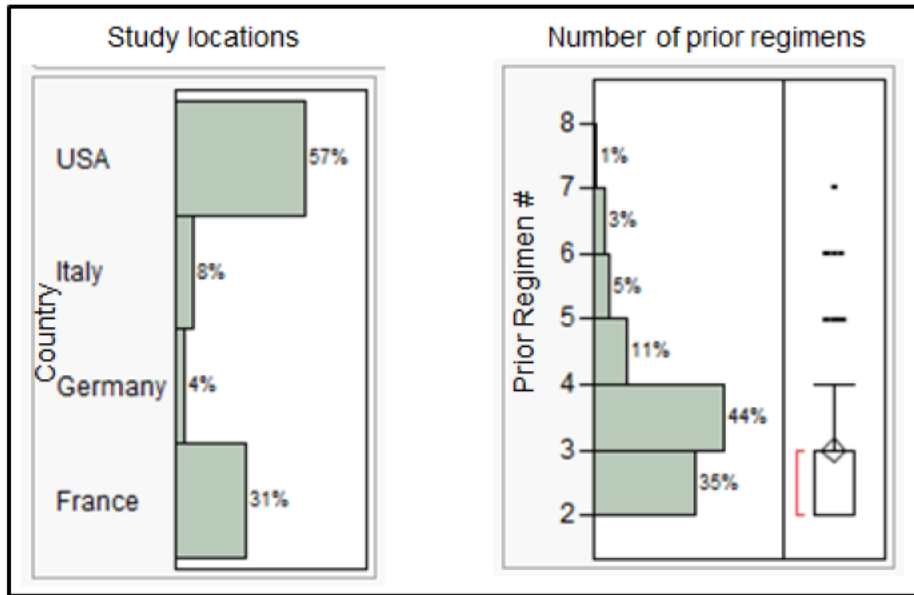 Study locations
Country
USA
57%
Italy
8%
Germany
4%
France
31%
Number of prior regimens
Prior Regimen #
8
1%
7
3%
6
5%
5
11%
4
44%
3
35%
2